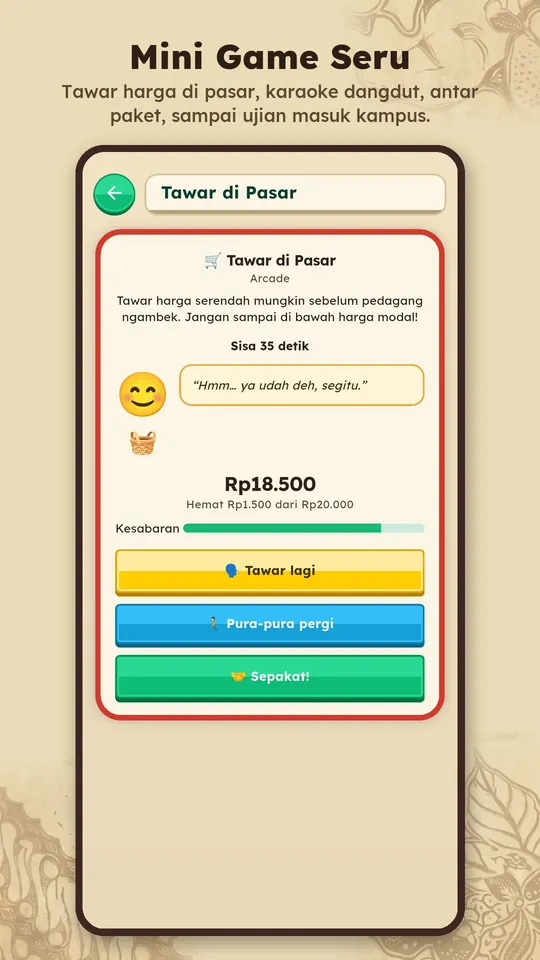 Mini Game Seru
Tawar harga di pasar, karaoke dangdut, antar
paket, sampai ujian masuk kampus.
Tawar di Pasar
Tawar di Pasar
Arcade
Tawar harga serendah mungkin sebelum pedagang
ngambek. Jangan sampai di bawah harga modal!
Sisa 35 detik
“Hmm… ya udah deh, segitu.”
Rp18.500
Hemat Rp1.500 dari Rp20.000
Kesabaran
Tawar lagi
Pura-pura pergi
Sepakat!